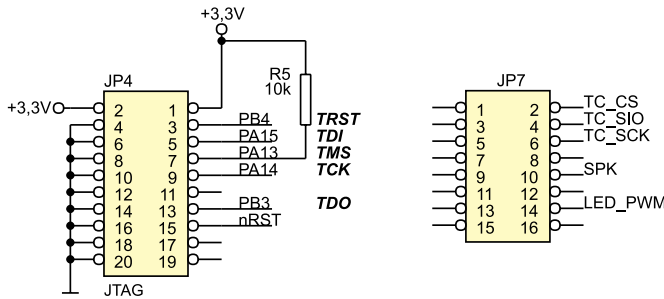 +3,3V
R5
10k
JP4
+3,3V
2 1
4 3 PB4 TRST
6 5 PA15 TDI
8 7 PA13 TMS
10 9 PA14 TCK
12 11
14 13 PB3 TDO
16 15 nRST
18 17
20 19
JTAG
JP7
1 2 TC_CS
3 4 TC_SIO
5 6 TC_SCK
7 8
9 10 SPK
11 12
13 14 LED_PWM
15 16